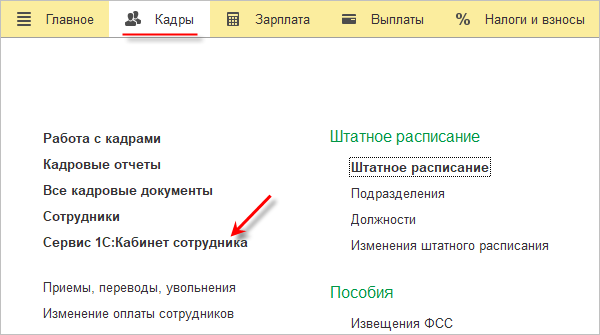 Главное Кадры Зарплата Выплаты % Налоги и взносы
Работа с кадрами
Кадровые отчеты
Все кадровые документы
Сотрудники
Сервис 1С:Кабинет сотрудника
Приемы, переводы, увольнения
Изменение оплаты сотрудников
Штатное расписание
Штатное расписание
Подразделения
Должности
Изменения штатного расписания
Пособия
Извещения ФСС